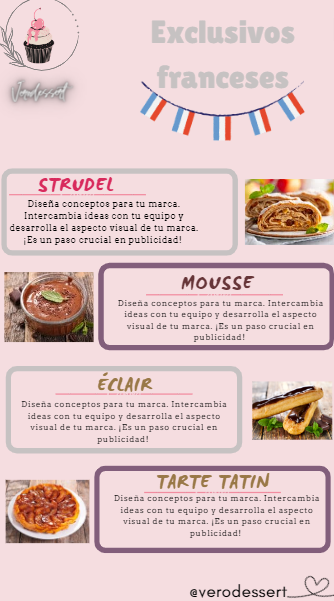 Verodessert
Exclusivos
franceses
STRUDEL
Diseña conceptos para tu marca.
Intercambia ideas con tu equipo y
desarrolla el aspecto visual de tu marca.
¡Es un paso crucial en publicidad!
MOUSSE
Diseña conceptos para tu marca. Intercambia
ideas con tu equipo y desarrolla el aspecto
visual de tu marca. ¡Es un paso crucial en
publicidad!
ÉCLAIR
Diseña conceptos para tu marca. Intercambia
ideas con tu equipo y desarrolla el aspecto
visual de tu marca. ¡Es un paso crucial en
publicidad!
TARTE TATIN
Diseña conceptos para tu marca. Intercambia
ideas con tu equipo y desarrolla el aspecto
visual de tu marca. ¡Es un paso crucial en
publicidad!
@verodessert